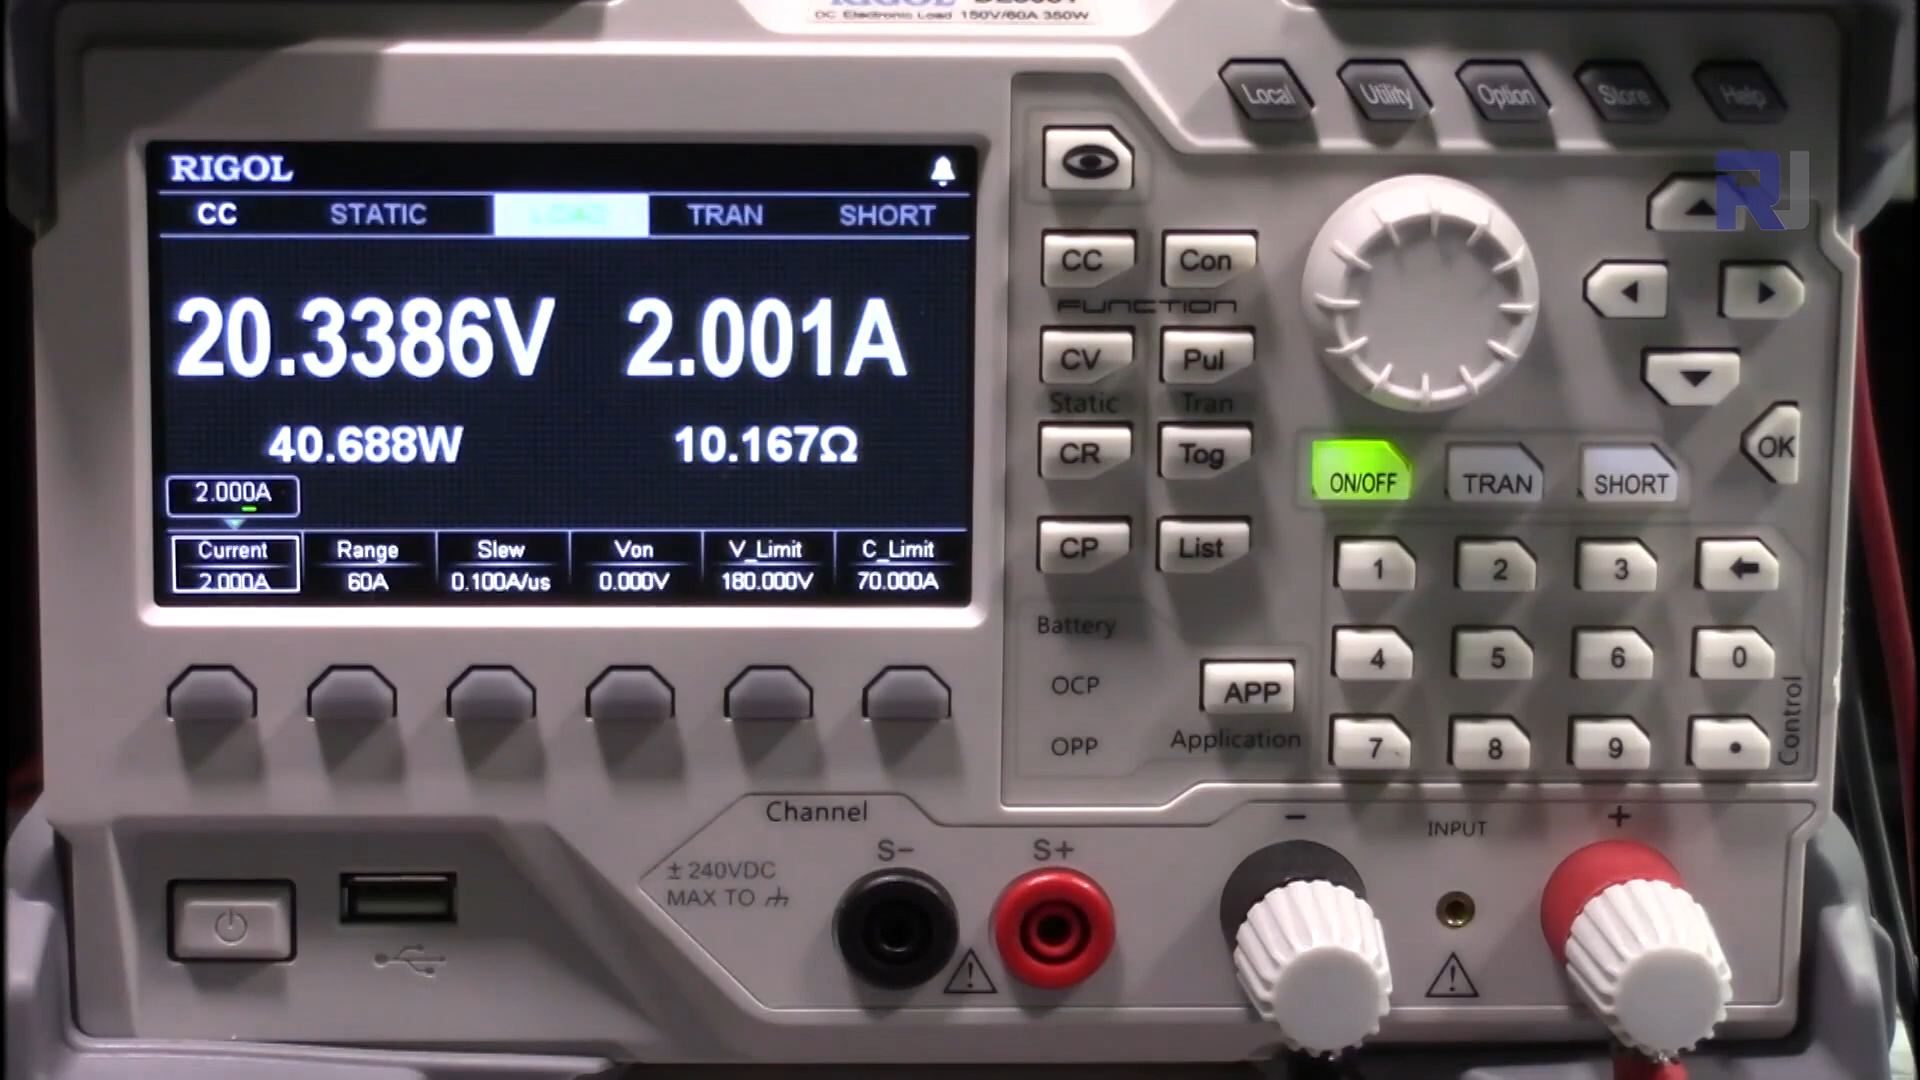 DC Electronic Load 150V/60A 350W
Local Utility Option Store Help
RJ
RIGOL
CC STATIC LOAD TRAN SHORT
20.3386V 2.001A
40.688W 10.167Ω
2.000A
Current Range Slew Von V_Limit C_Limit
2.000A 60A 0.100A/us 0.000V 180.000V 70.000A
CC Con
FUNCTION
CV Pul
Static Tran
CR Tog
CP List
Battery
OCP
OPP
APP
Application
OK
ON/OFF TRAN SHORT
1 2 3
4 5 6 0
7 8 9 .
Control
Channel
S- S+
± 240VDC
MAX TO
- INPUT +